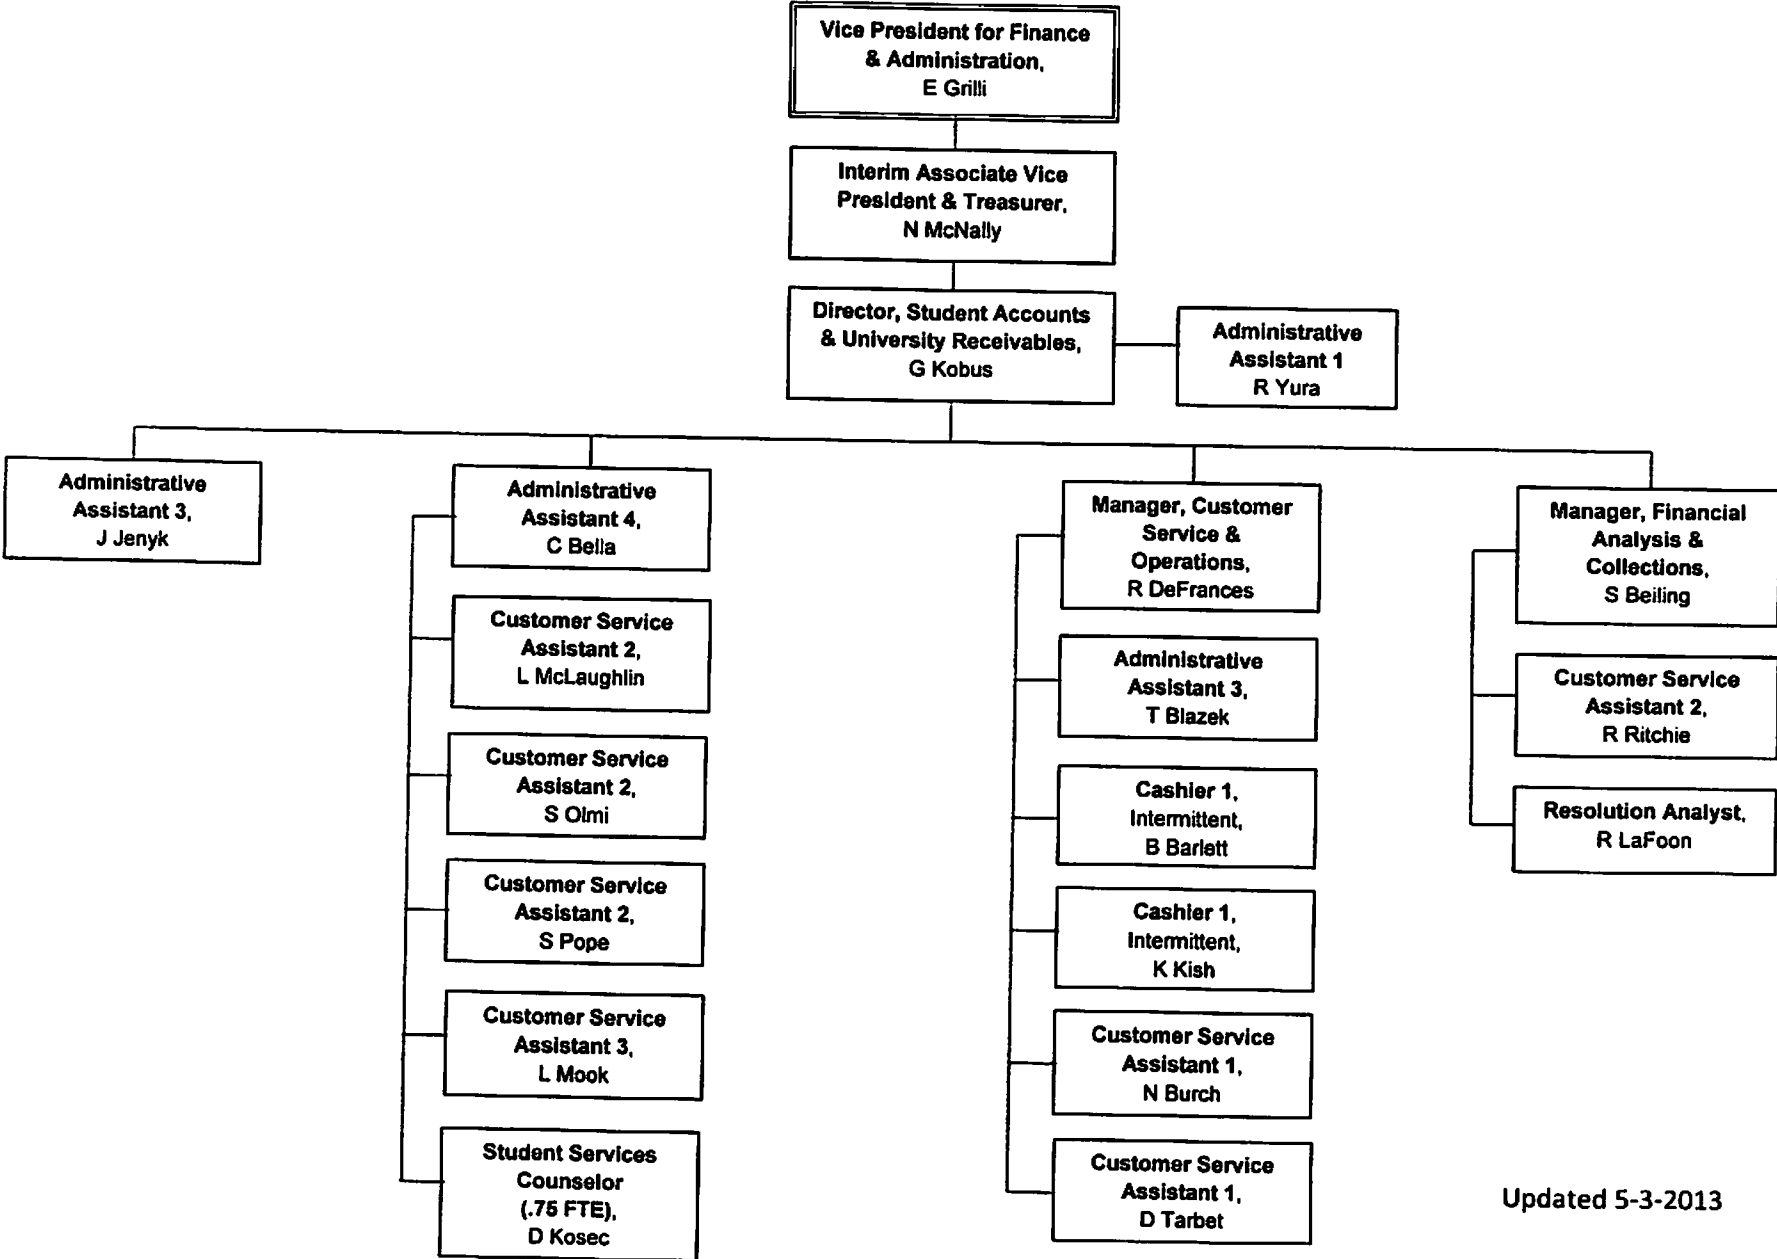 Vice President for Finance
& Administration,
E Grilli
Interim Associate Vice
President & Treasurer,
N McNally
Director, Student Accounts
& University Receivables,
G Kobus
Administrative
Assistant 1
R Yura
Administrative
Assistant 3,
J Jenyk
Administrative
Assistant 4,
C Bella
Customer Service
Assistant 2,
L McLaughlin
Customer Service
Assistant 2,
S Olmi
Customer Service
Assistant 2,
S Pope
Customer Service
Assistant 3,
L Mook
Student Services
Counselor
(.75 FTE),
D Kosec
Manager, Customer
Service &
Operations,
R DeFrances
Administrative
Assistant 3,
T Blazek
Cashier 1,
Intermittent,
B Barlett
Cashier 1,
Intermittent,
K Kish
Customer Service
Assistant 1,
N Burch
Customer Service
Assistant 1,
D Tarbet
Manager, Financial
Analysis &
Collections,
S Beiling
Customer Service
Assistant 2,
R Ritchie
Resolution Analyst,
R LaFoon
Updated 5-3-2013